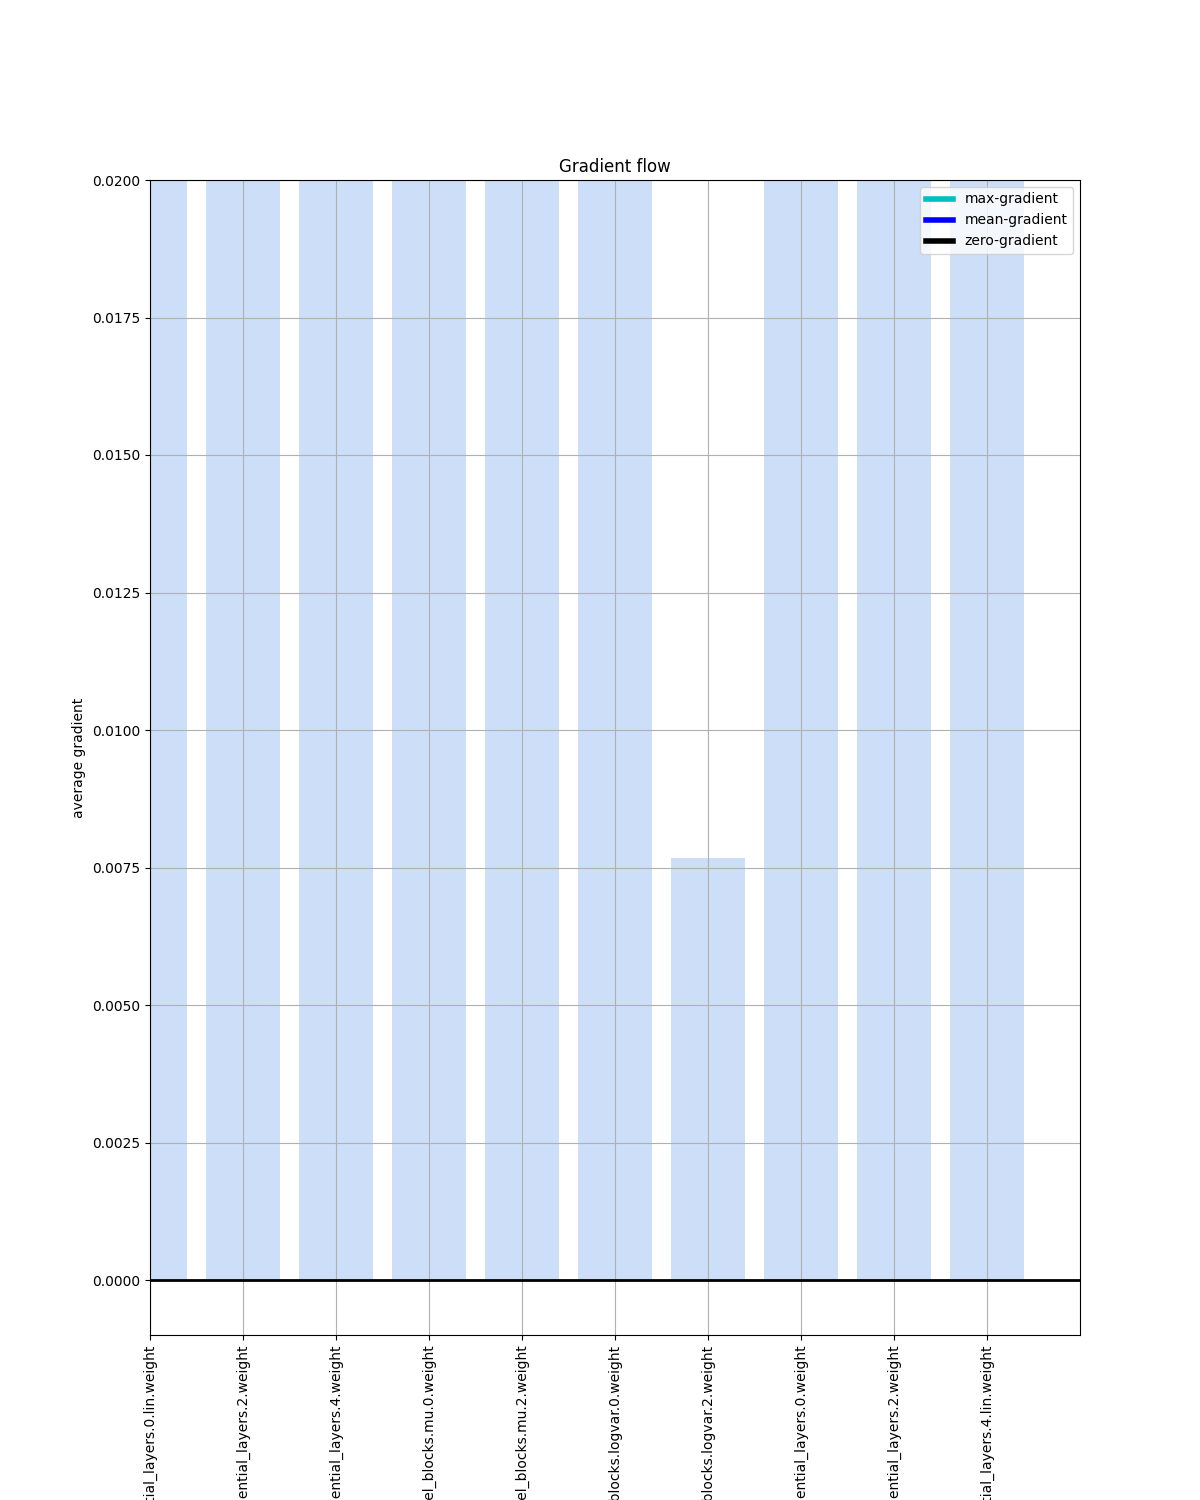 Gradient flow
max-gradient
mean-gradient
zero-gradient
0.0200
0.0175
0.0150
0.0125
0.0100
0.0075
0.0050
0.0025
0.0000
average gradient
tial_layers.0.lin.weight
ential_layers.2.weight
ential_layers.4.weight
el_blocks.mu.0.weight
el_blocks.mu.2.weight
blocks.logvar.0.weight
blocks.logvar.2.weight
ential_layers.0.weight
ential_layers.2.weight
tial_layers.4.lin.weight